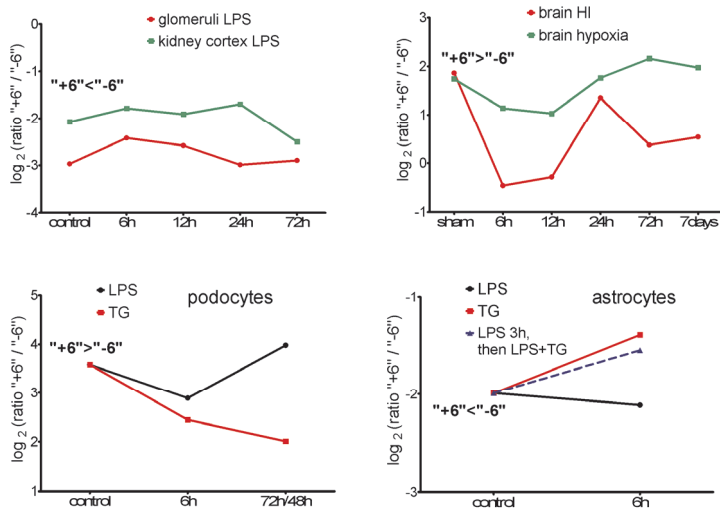 glomeruli LPS
kidney cortex LPS
"+6"<"-6"
log 2 (ratio "+6" / "-6")
0
-1
-2
-3
-4
control 6h 12h 24h 72h
brain HI
brain hypoxia
"+6">"-6"
log 2 (ratio "+6" / "-6")
3
2
1
0
-1
sham 6h 12h 24h 72h 7days
LPS
TG
podocytes
"+6">"-6"
log 2 (ratio "+6" / "-6")
5
4
3
2
1
control 6h 72h/48h
LPS
TG
LPS 3h,
then LPS+TG
astrocytes
"+6"<"-6"
log 2 (ratio "+6" / "-6")
-1
-2
-3
control 6h